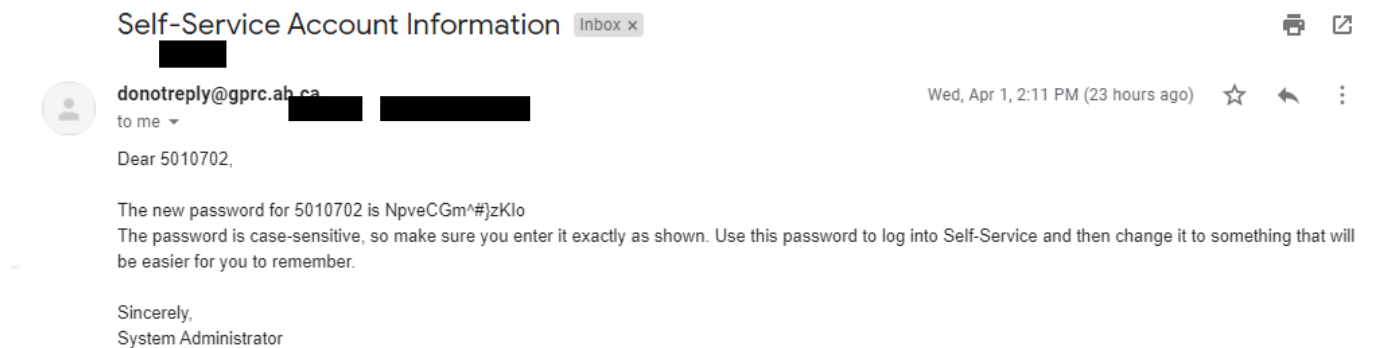 Self-Service Account Information Inbox x
donotreply@gprc.ab.ca Wed, Apr 1, 2:11 PM (23 hours ago)
to me
Dear 5010702,
The new password for 5010702 is NpveCGm^#}zKIo
The password is case-sensitive, so make sure you enter it exactly as shown. Use this password to log into Self-Service and then change it to something that will
be easier for you to remember.
Sincerely,
System Administrator